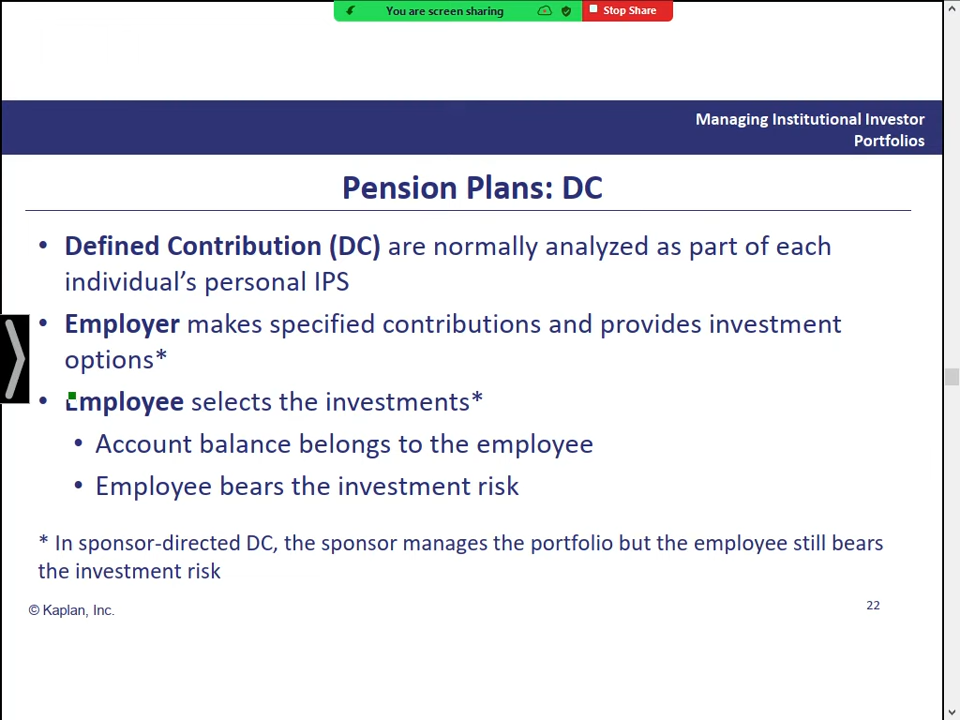 You are screen sharing
Stop Share
Managing Institutional Investor
Portfolios
Pension Plans: DC
• Defined Contribution (DC) are normally analyzed as part of each
individual's personal IPS
• Employer makes specified contributions and provides investment
options*
• Employee selects the investments*
• Account balance belongs to the employee
• Employee bears the investment risk
* In sponsor-directed DC, the sponsor manages the portfolio but the employee still bears
the investment risk
© Kaplan, Inc.
22